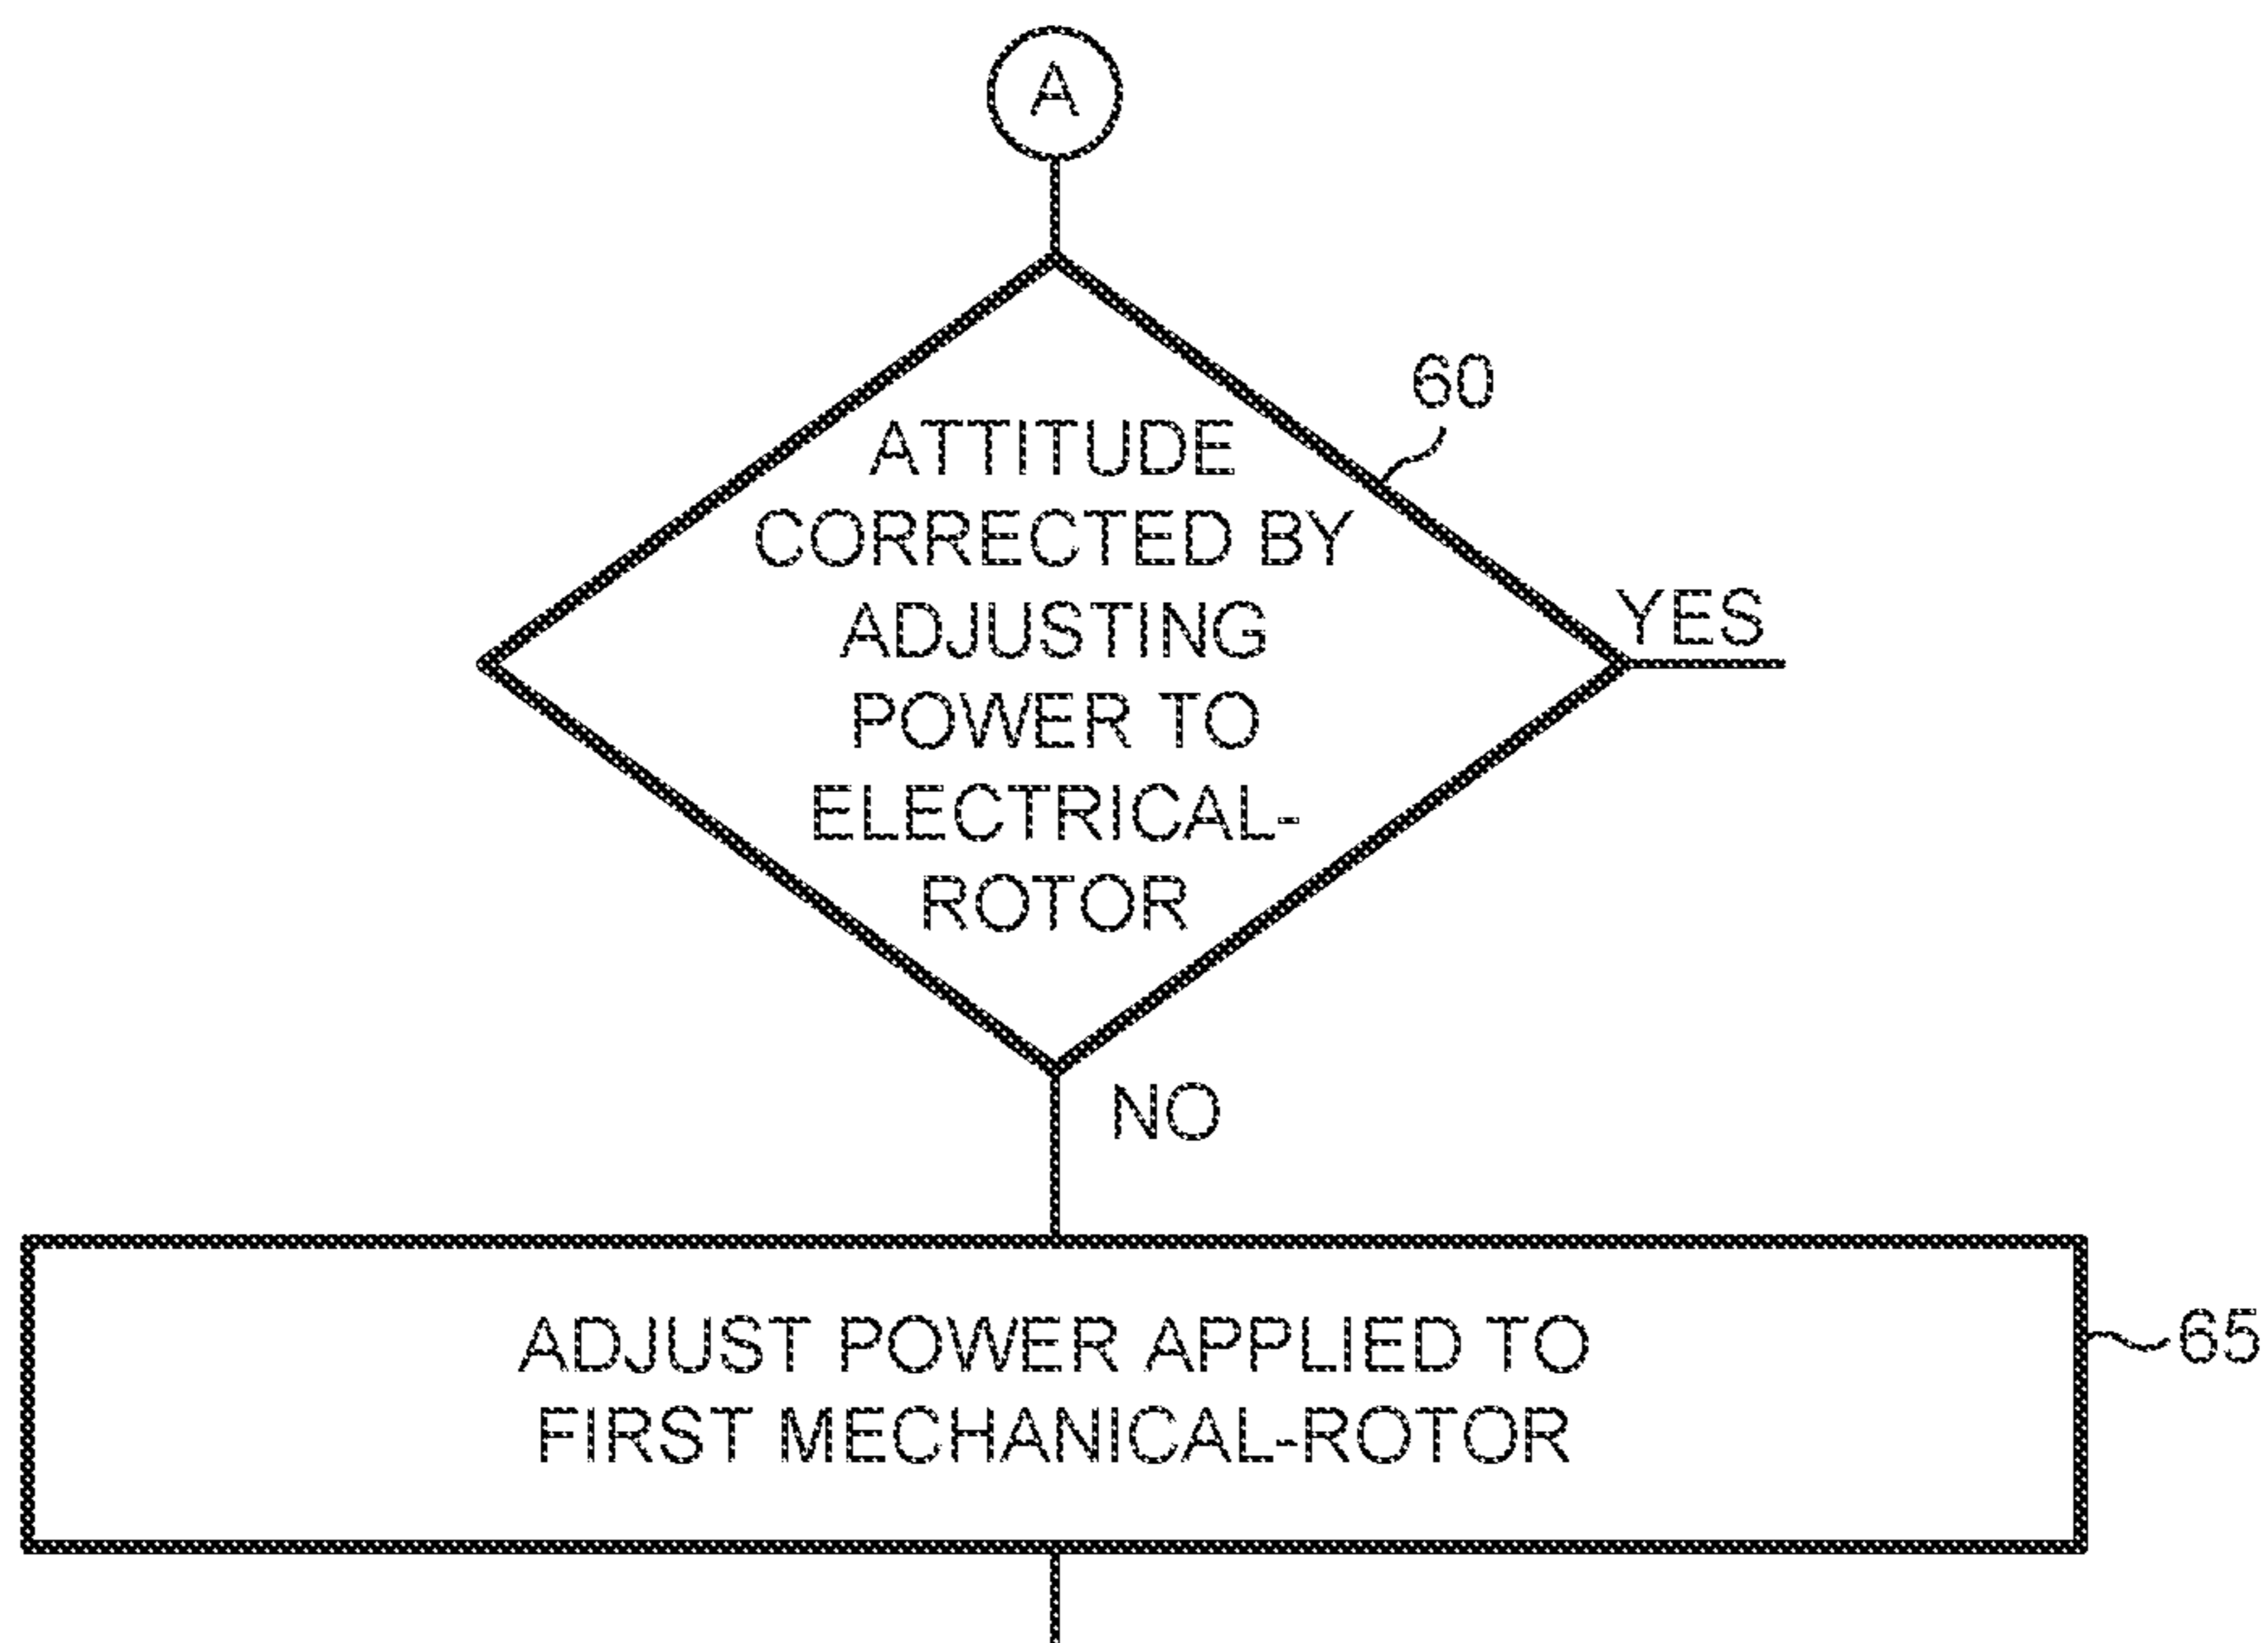 A
60
ATTITUDE
CORRECTED BY
ADJUSTING
POWER TO
ELECTRICAL-
ROTOR
YES
NO
ADJUST POWER APPLIED TO
FIRST MECHANICAL-ROTOR
65